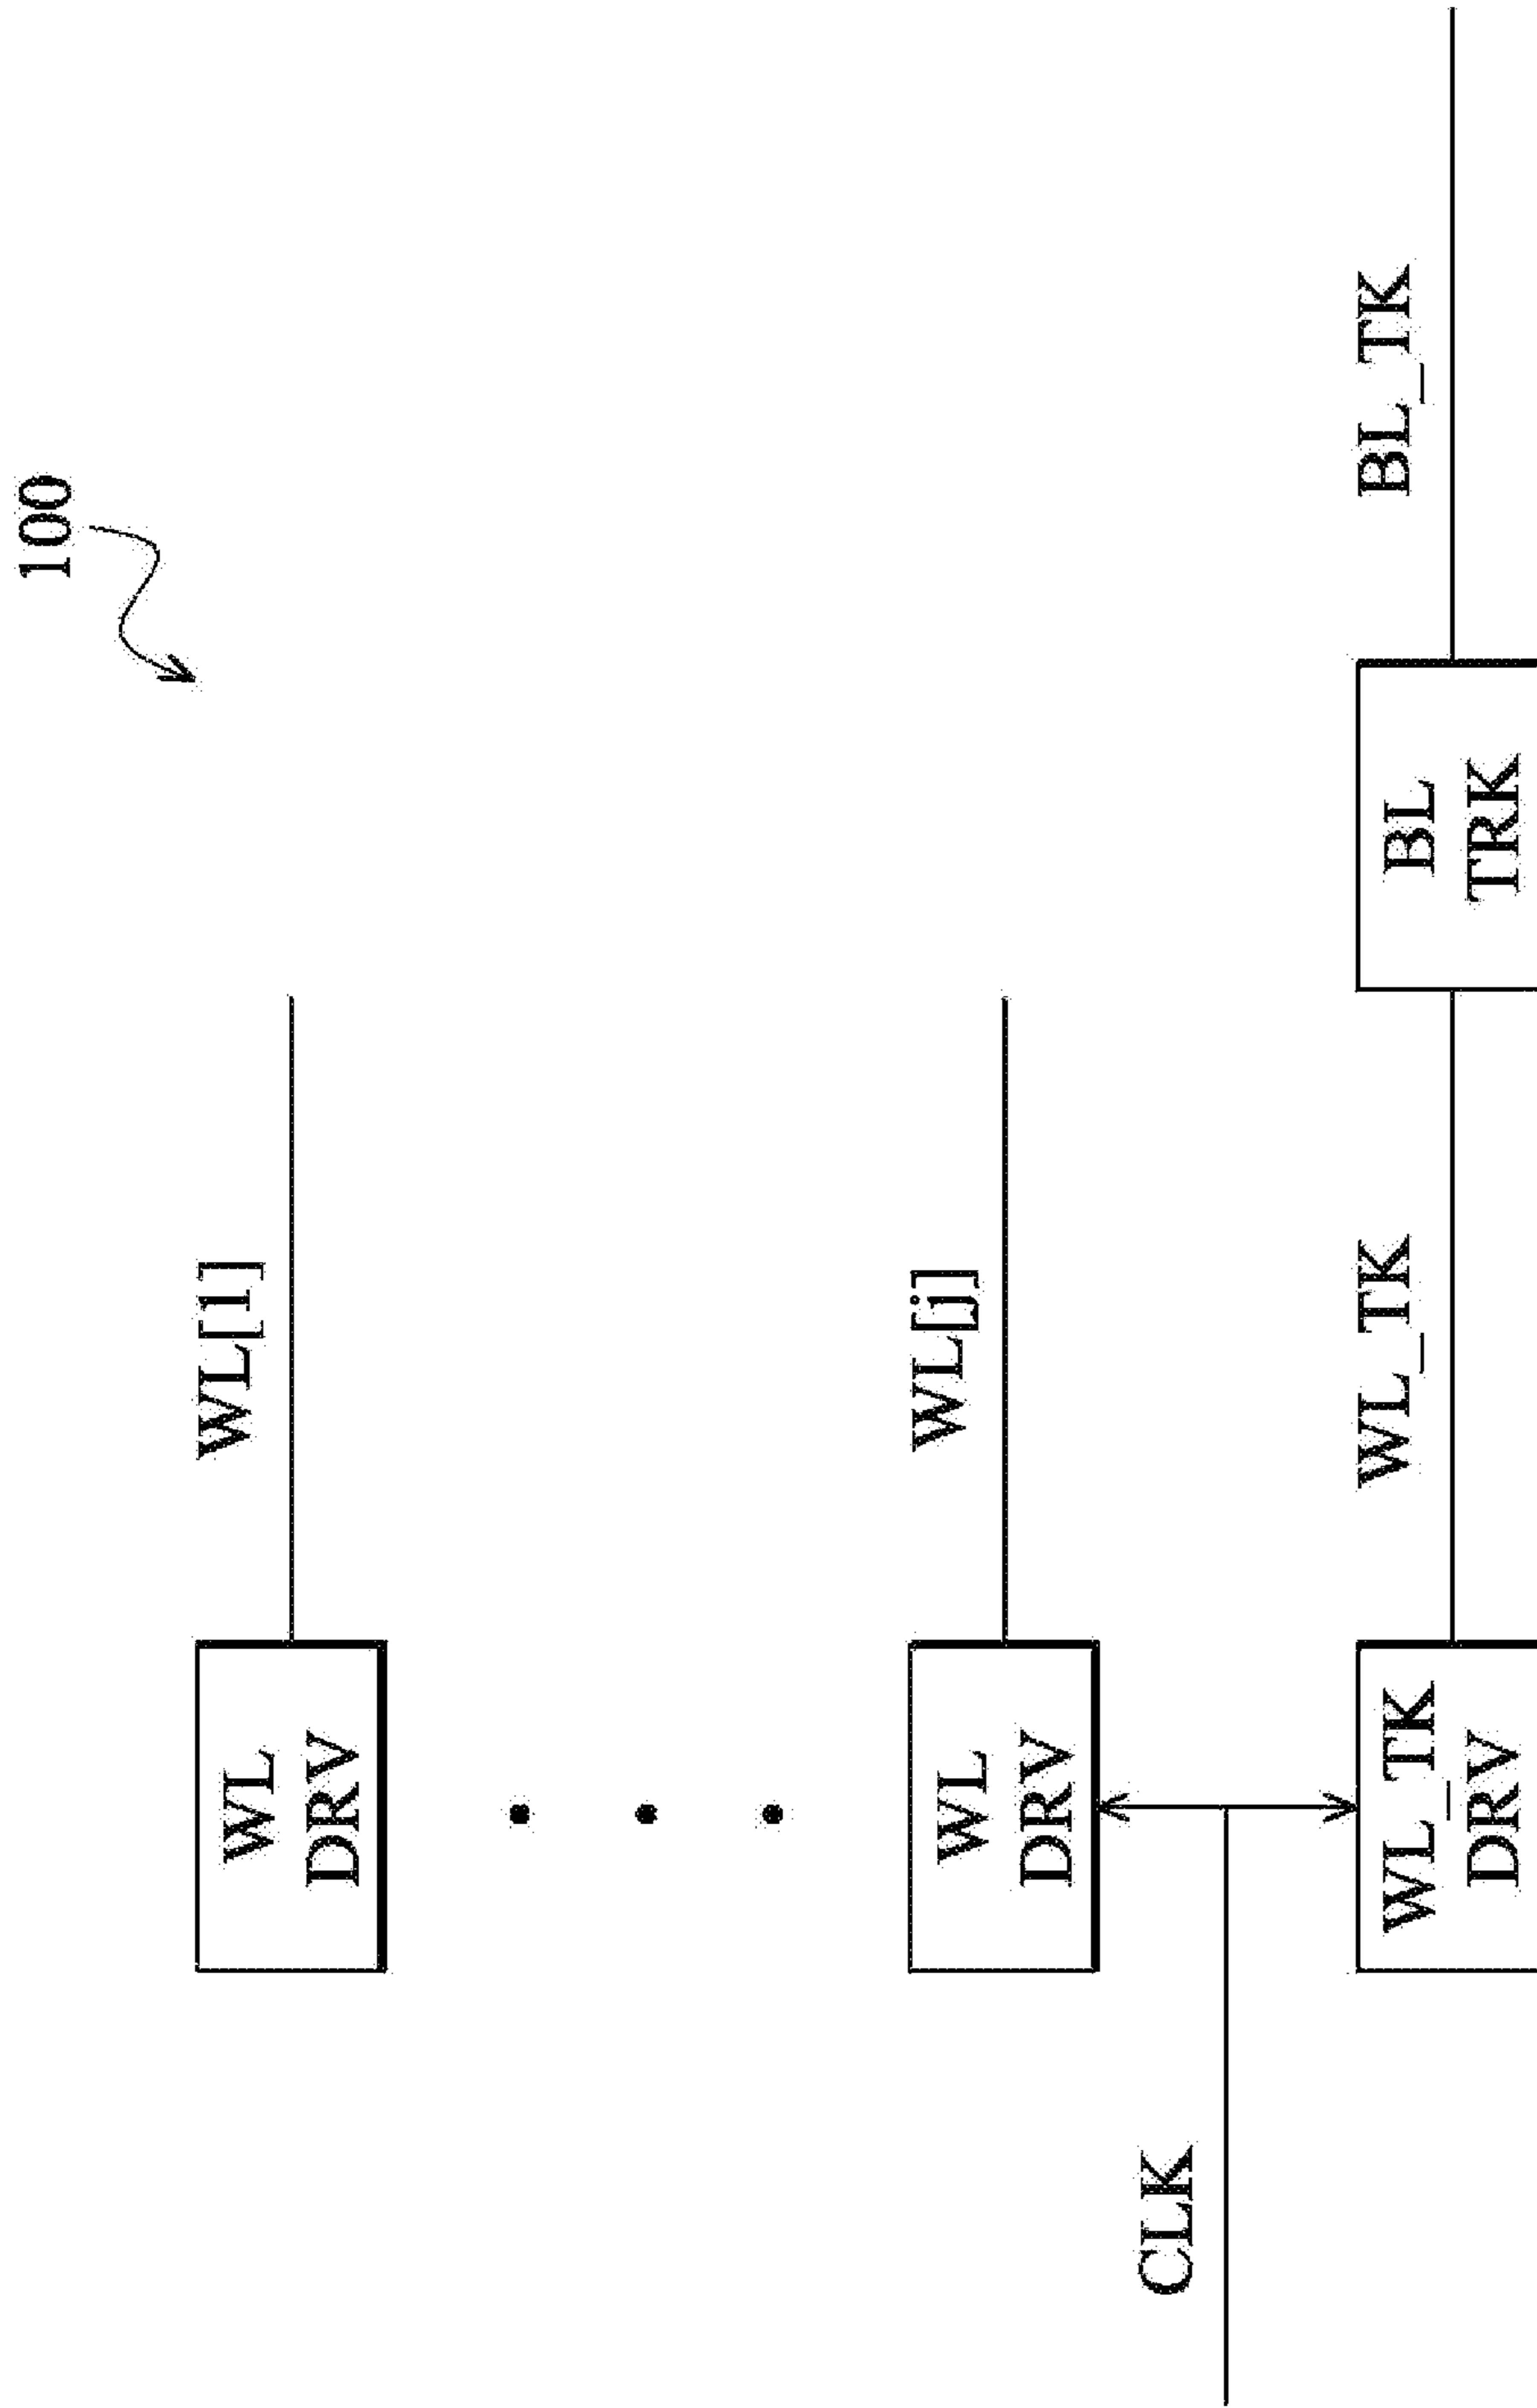 100
WL[1]
WL
DRV
WL[j]
WL
DRV
CLK
WL_TK
DRV
WL_TK
BL
TRK
BL_TK